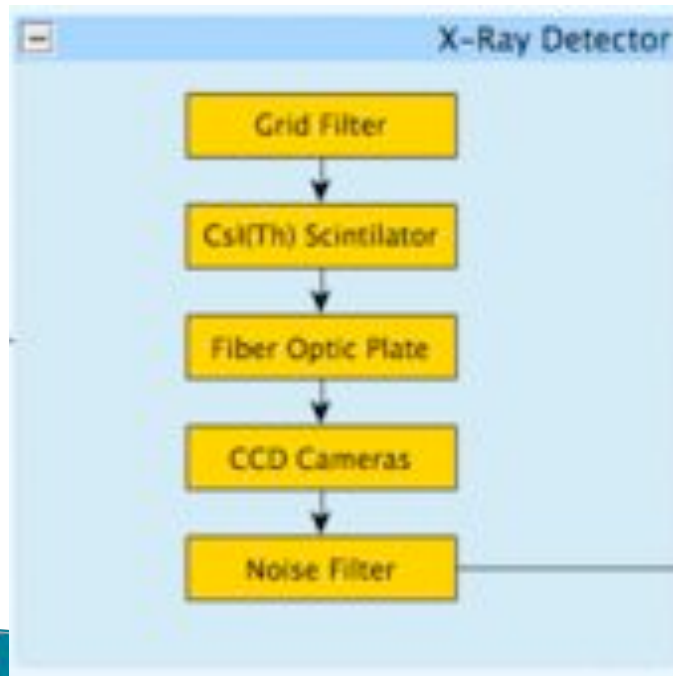 X-Ray Detector
Grid Filter
CsI(Th) Scintilator
Fiber Optic Plate
CCD Cameras
Noise Filter